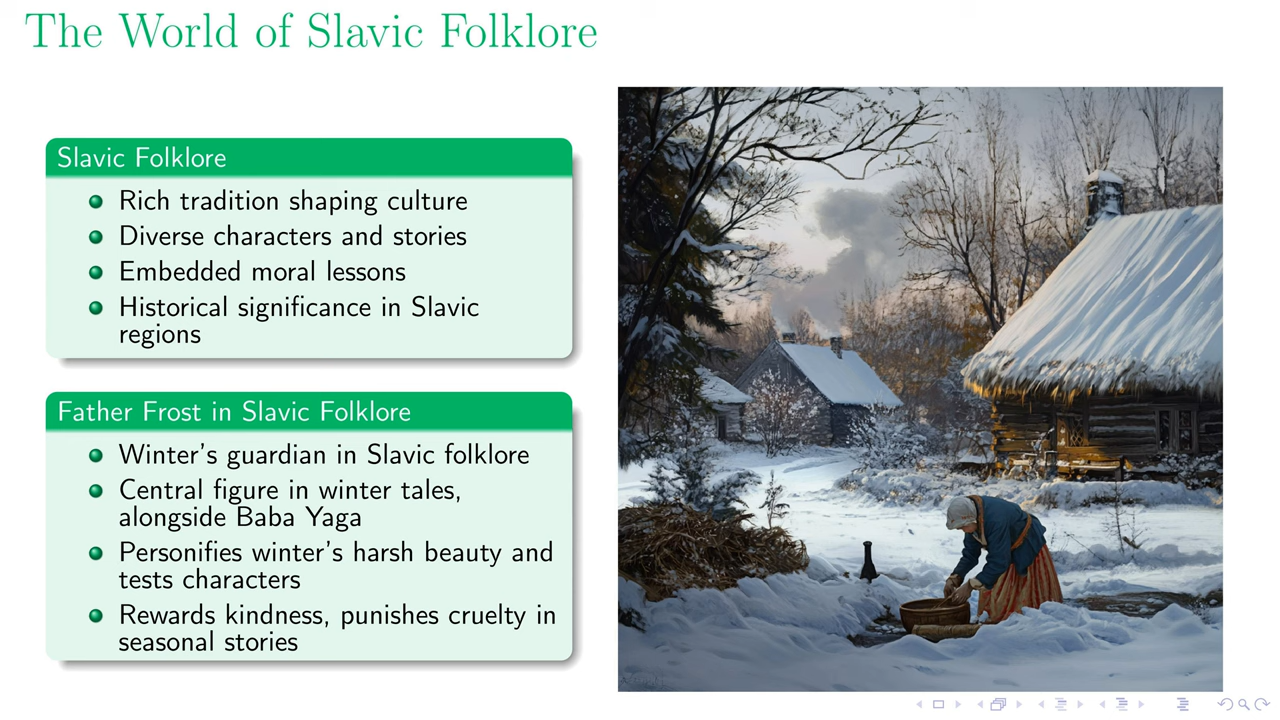 The World of Slavic Folklore
Slavic Folklore
Rich tradition shaping culture
Diverse characters and stories
Embedded moral lessons
Historical significance in Slavic
regions
Father Frost in Slavic Folklore
Winter's guardian in Slavic folklore
Central figure in winter tales,
alongside Baba Yaga
Personifies winter's harsh beauty and
tests characters
Rewards kindness, punishes cruelty in
seasonal stories